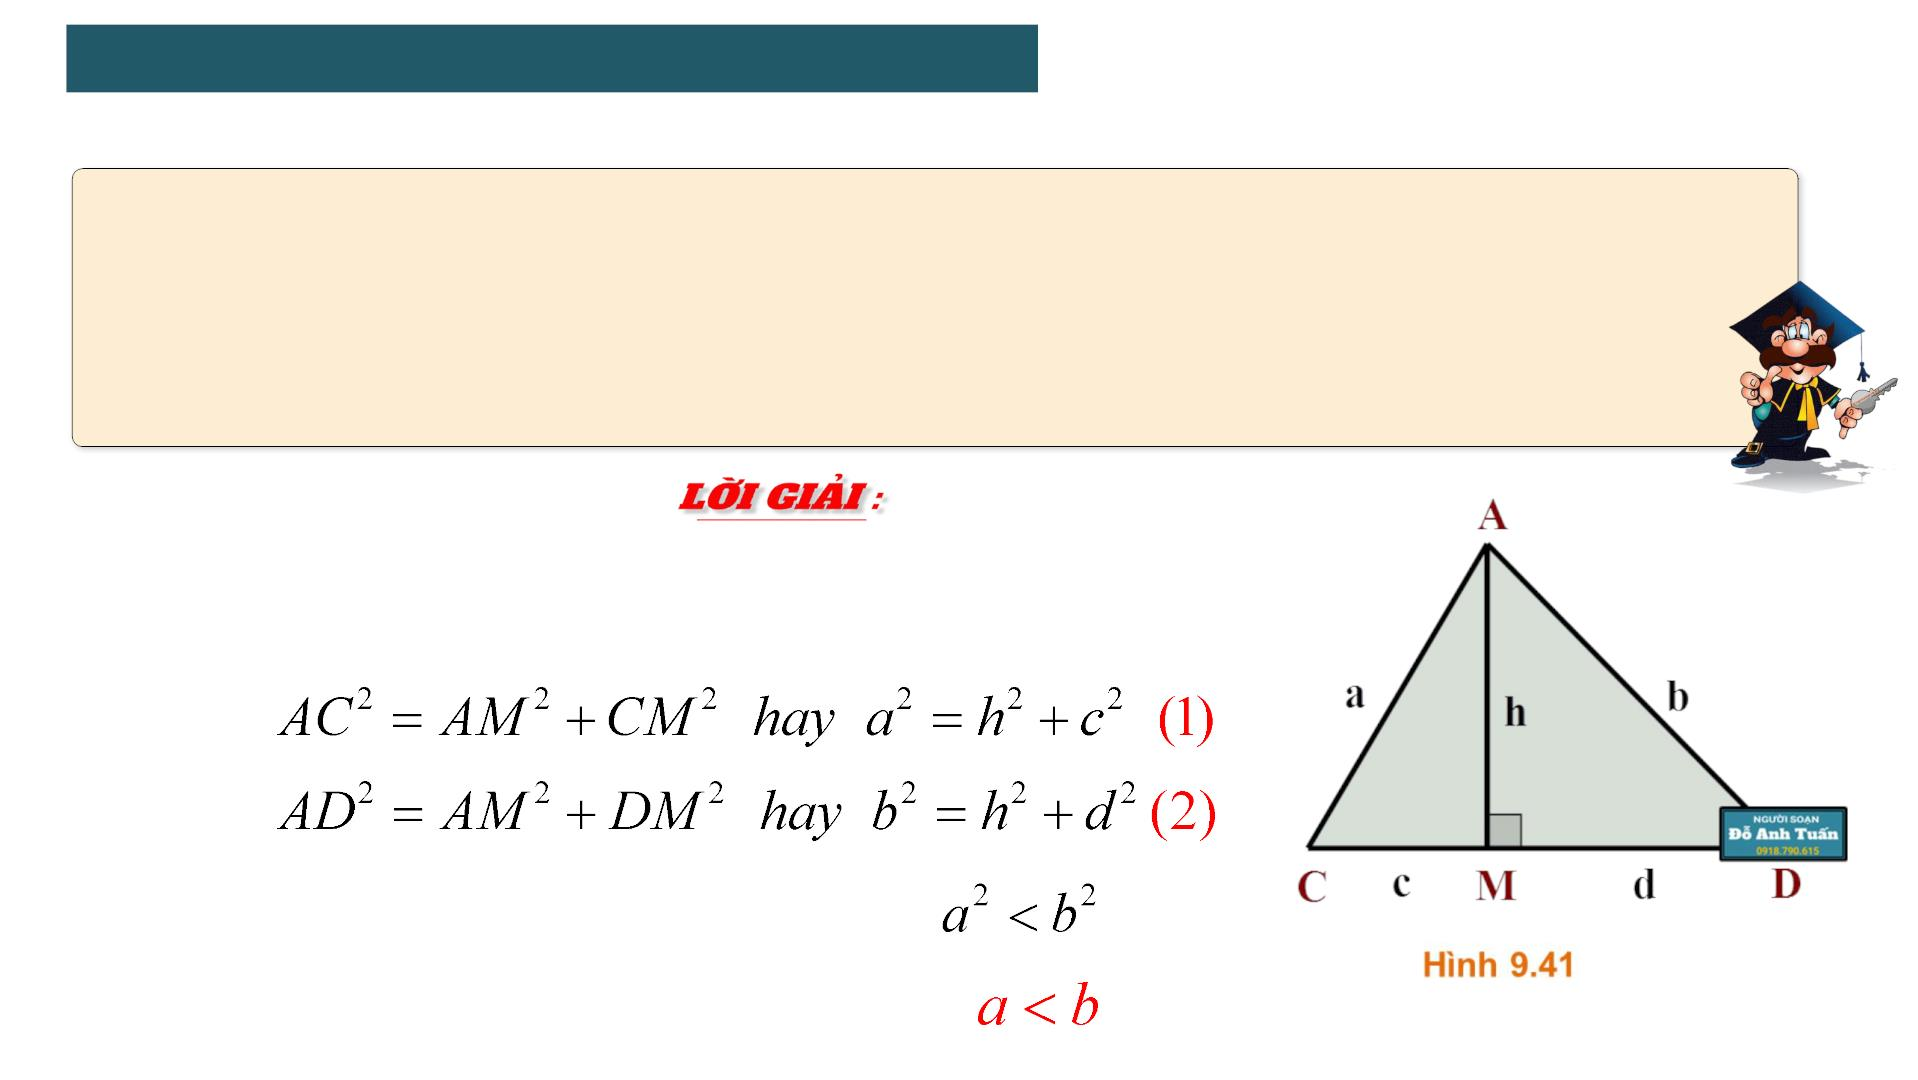 LỜI GIẢI :
AC² = AM² + CM² hay a² = h² + c² (1)
AD² = AM² + DM² hay b² = h² + d² (2)
a² < b²
a < b
A
a
h
b
C
c
M
d
D
NGƯỜI SOẠN
Đỗ Anh Tuấn
0918.790.615
Hình 9.41